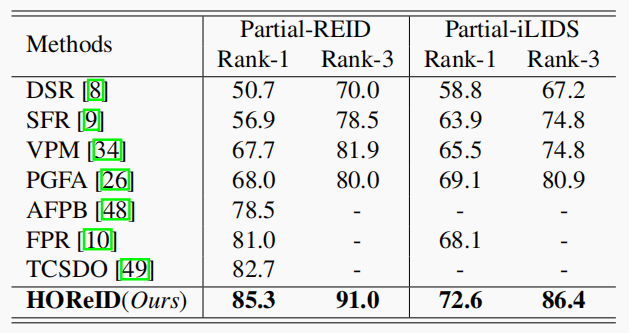 Methods Partial-REID Partial-iLIDS
Rank-1 Rank-3 Rank-1 Rank-3
DSR [8] 50.7 70.0 58.8 67.2
SFR [9] 56.9 78.5 63.9 74.8
VPM [34] 67.7 81.9 65.5 74.8
PGFA [26] 68.0 80.0 69.1 80.9
AFPB [48] 78.5 - - -
FPR [10] 81.0 - 68.1 -
TCSDO [49] 82.7 - - -
HOReID(Ours) 85.3 91.0 72.6 86.4